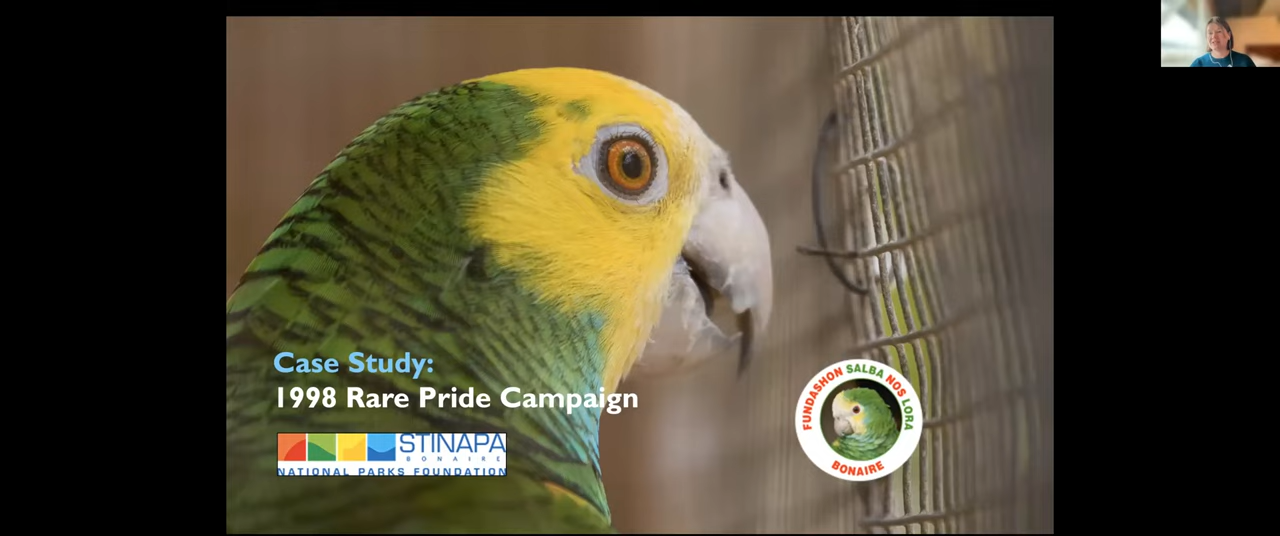 Case Study:
1998 Rare Pride Campaign
STINAPA
BONAIRE
NATIONAL PARKS FOUNDATION
FUNDASHON SALBA NOS LORA
BONAIRE